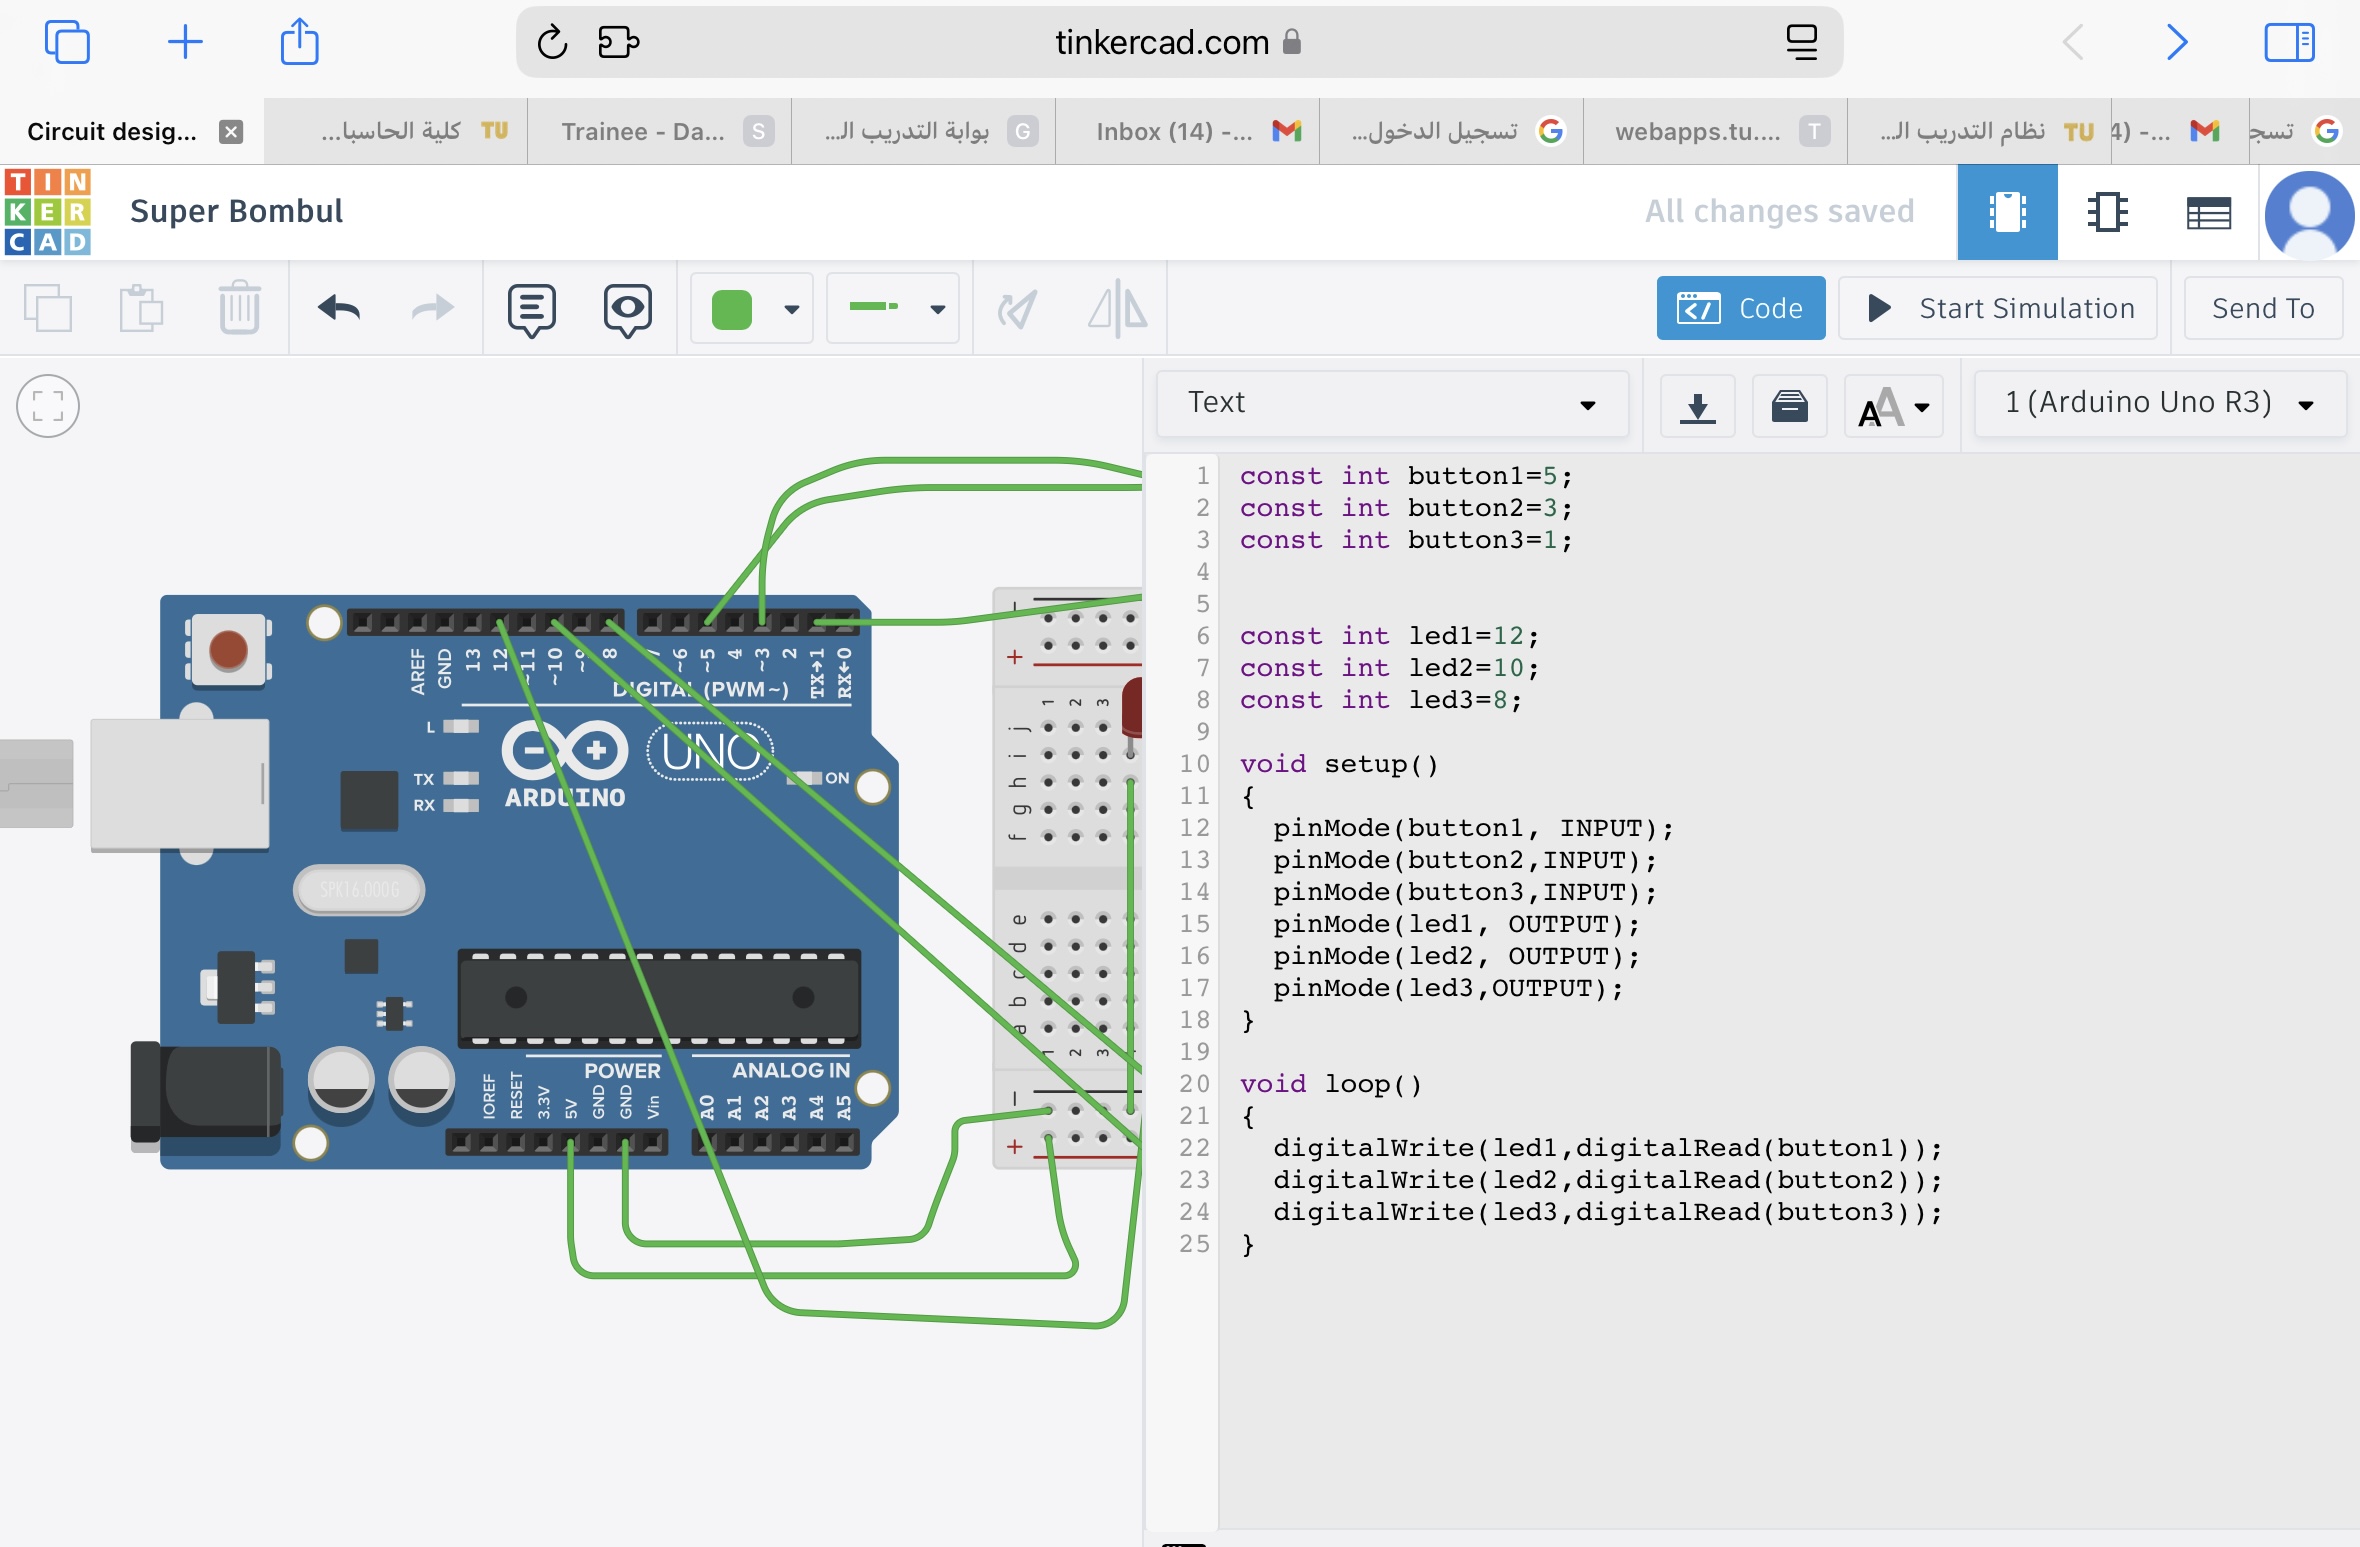 tinkercad.com
Circuit desig...
كلية الحاسبا...
TU
Trainee - Da...
S
بوابة التدريب الـ...
G
Inbox (14) -...
تسجيل الدخول...
webapps.tu....
T
نظام التدريب الـ...
TU
4) -...
تسج
TIN
KER
CAD
Super Bombul
All changes saved
Code
Start Simulation
Send To
Text
1 (Arduino Uno R3)
AREF
GND
13
12
~11
~10
~9
8
7
~6
~5
4
~3
2
TX→1
RX←0
DIGITAL (PWM~)
L
TX
RX
ARDUINO
UNO
ON
SPK16.000G
POWER
ANALOG IN
IOREF
RESET
3.3V
5V
GND
GND
Vin
A0
A1
A2
A3
A4
A5
−
+
1 2 3
j
i
h
g
f
e
d
c
b
a
1 2 3
−
+
1 const int button1=5;
2 const int button2=3;
3 const int button3=1;
4
5
6 const int led1=12;
7 const int led2=10;
8 const int led3=8;
9
10 void setup()
11 {
12 pinMode(button1, INPUT);
13 pinMode(button2,INPUT);
14 pinMode(button3,INPUT);
15 pinMode(led1, OUTPUT);
16 pinMode(led2, OUTPUT);
17 pinMode(led3,OUTPUT);
18 }
19
20 void loop()
21 {
22 digitalWrite(led1,digitalRead(button1));
23 digitalWrite(led2,digitalRead(button2));
24 digitalWrite(led3,digitalRead(button3));
25 }